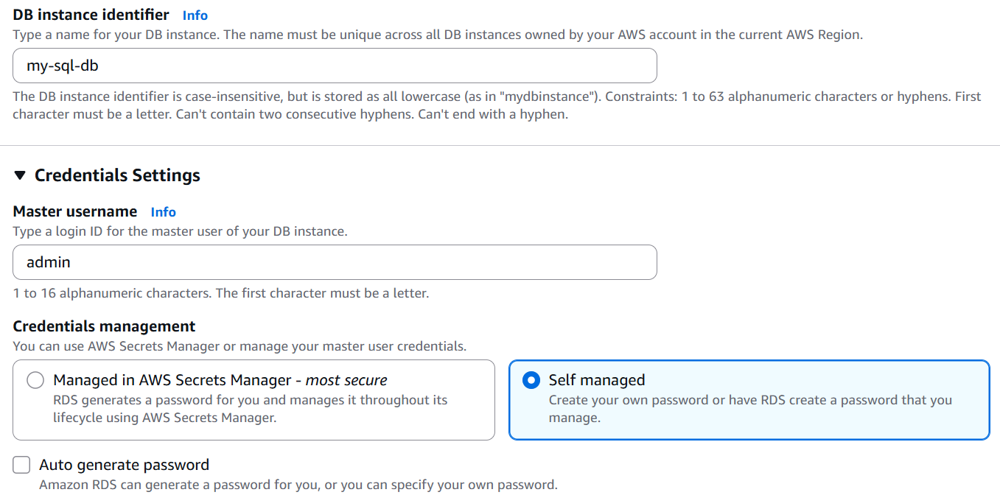 DB instance identifier Info
Type a name for your DB instance. The name must be unique across all DB instances owned by your AWS account in the current AWS Region.
my-sql-db
The DB instance identifier is case-insensitive, but is stored as all lowercase (as in "mydbinstance"). Constraints: 1 to 63 alphanumeric characters or hyphens. First
character must be a letter. Can't contain two consecutive hyphens. Can't end with a hyphen.
Credentials Settings
Master username Info
Type a login ID for the master user of your DB instance.
admin
1 to 16 alphanumeric characters. The first character must be a letter.
Credentials management
You can use AWS Secrets Manager or manage your master user credentials.
Managed in AWS Secrets Manager - most secure
RDS generates a password for you and manages it throughout its
lifecycle using AWS Secrets Manager.
Self managed
Create your own password or have RDS create a password that you
manage.
Auto generate password
Amazon RDS can generate a password for you, or you can specify your own password.